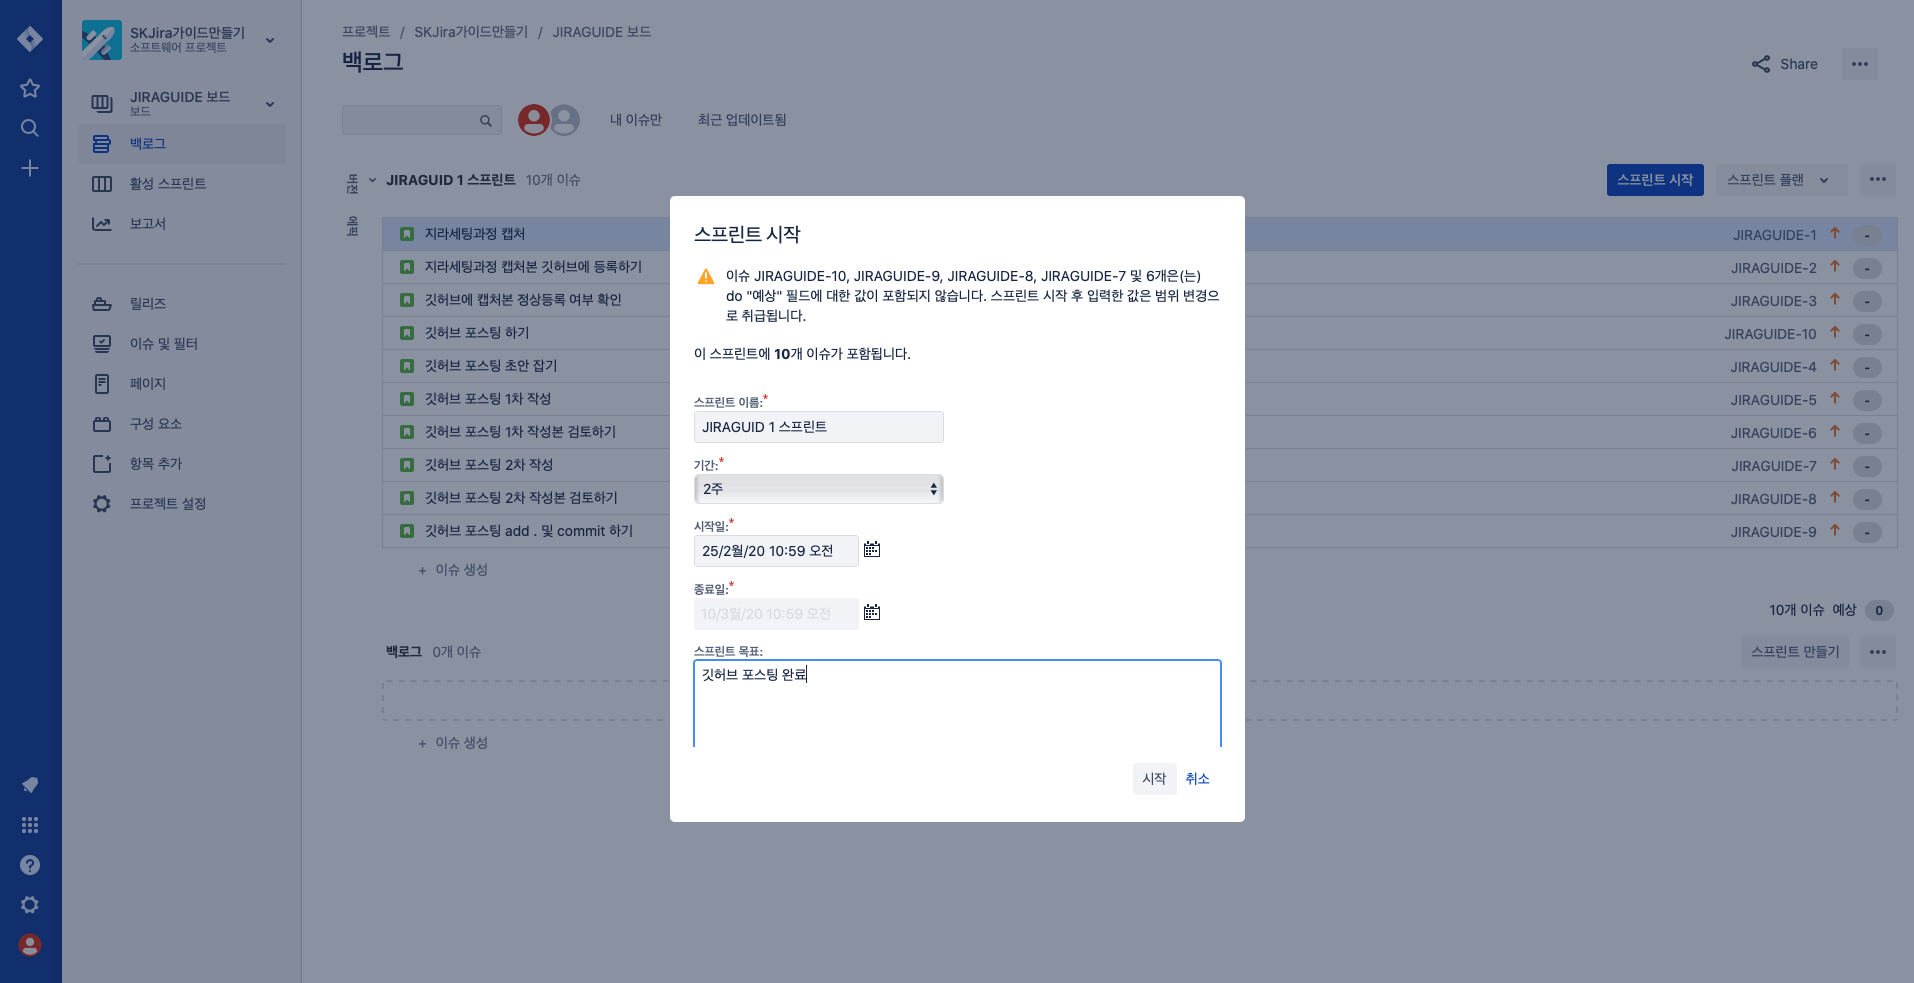 SKJira가이드만들기
소프트웨어 프로젝트
JIRAGUIDE 보드
보드
백로그
활성 스프린트
보고서
릴리즈
이슈 및 필터
페이지
구성 요소
항목 추가
프로젝트 설정
프로젝트 / SKJira가이드만들기 / JIRAGUIDE 보드
백로그
Share
내 이슈만
최근 업데이트됨
버전
에픽
JIRAGUID 1 스프린트 10개 이슈
스프린트 시작
스프린트 플랜
지라세팅과정 캡처 JIRAGUIDE-1 -
지라세팅과정 캡처본 깃허브에 등록하기 JIRAGUIDE-2 -
깃허브에 캡처본 정상등록 여부 확인 JIRAGUIDE-3 -
깃허브 포스팅 하기 JIRAGUIDE-10 -
깃허브 포스팅 초안 잡기 JIRAGUIDE-4 -
깃허브 포스팅 1차 작성 JIRAGUIDE-5 -
깃허브 포스팅 1차 작성본 검토하기 JIRAGUIDE-6 -
깃허브 포스팅 2차 작성 JIRAGUIDE-7 -
깃허브 포스팅 2차 작성본 검토하기 JIRAGUIDE-8 -
깃허브 포스팅 add . 및 commit 하기 JIRAGUIDE-9 -
+ 이슈 생성
10개 이슈 예상 0
백로그 0개 이슈
스프린트 만들기
+ 이슈 생성
스프린트 시작
이슈 JIRAGUIDE-10, JIRAGUIDE-9, JIRAGUIDE-8, JIRAGUIDE-7 및 6개은(는)
do "예상" 필드에 대한 값이 포함되지 않습니다. 스프린트 시작 후 입력한 값은 범위 변경으
로 취급됩니다.
이 스프린트에 10개 이슈가 포함됩니다.
스프린트 이름:*
JIRAGUID 1 스프린트
기간:*
2주
시작일:*
25/2월/20 10:59 오전
종료일:*
10/3월/20 10:59 오전
스프린트 목표:
깃허브 포스팅 완료
시작 취소